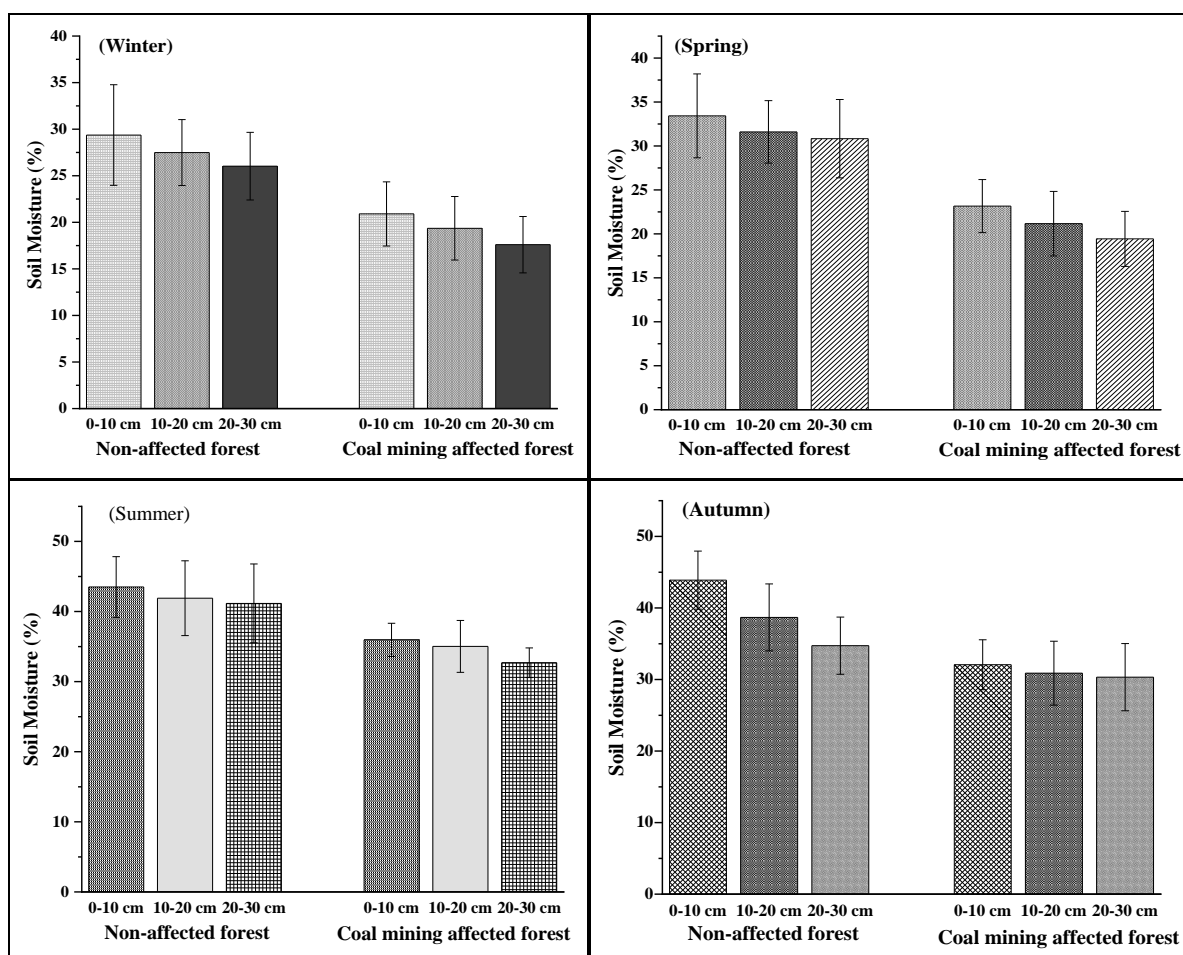 (Winter)
40
35
30
25
20
15
10
5
0
Soil Moisture (%)
0-10 cm 10-20 cm 20-30 cm 0-10 cm 10-20 cm 20-30 cm
Non-affected forest Coal mining affected forest
(Spring)
40
35
30
25
20
15
10
5
0
Soil Moisture (%)
0-10 cm 10-20 cm 20-30 cm 0-10 cm 10-20 cm 20-30 cm
Non-affected forest Coal mining affected forest
(Summer)
50
40
30
20
10
0
Soil Moisture (%)
0-10 cm 10-20 cm 20-30 cm 0-10 cm 10-20 cm 20-30 cm
Non-affected forest Coal mining affected forest
(Autumn)
50
40
30
20
10
0
Soil Moisture (%)
0-10 cm 10-20 cm 20-30 cm 0-10 cm 10-20 cm 20-30 cm
Non-affected forest Coal mining affected forest